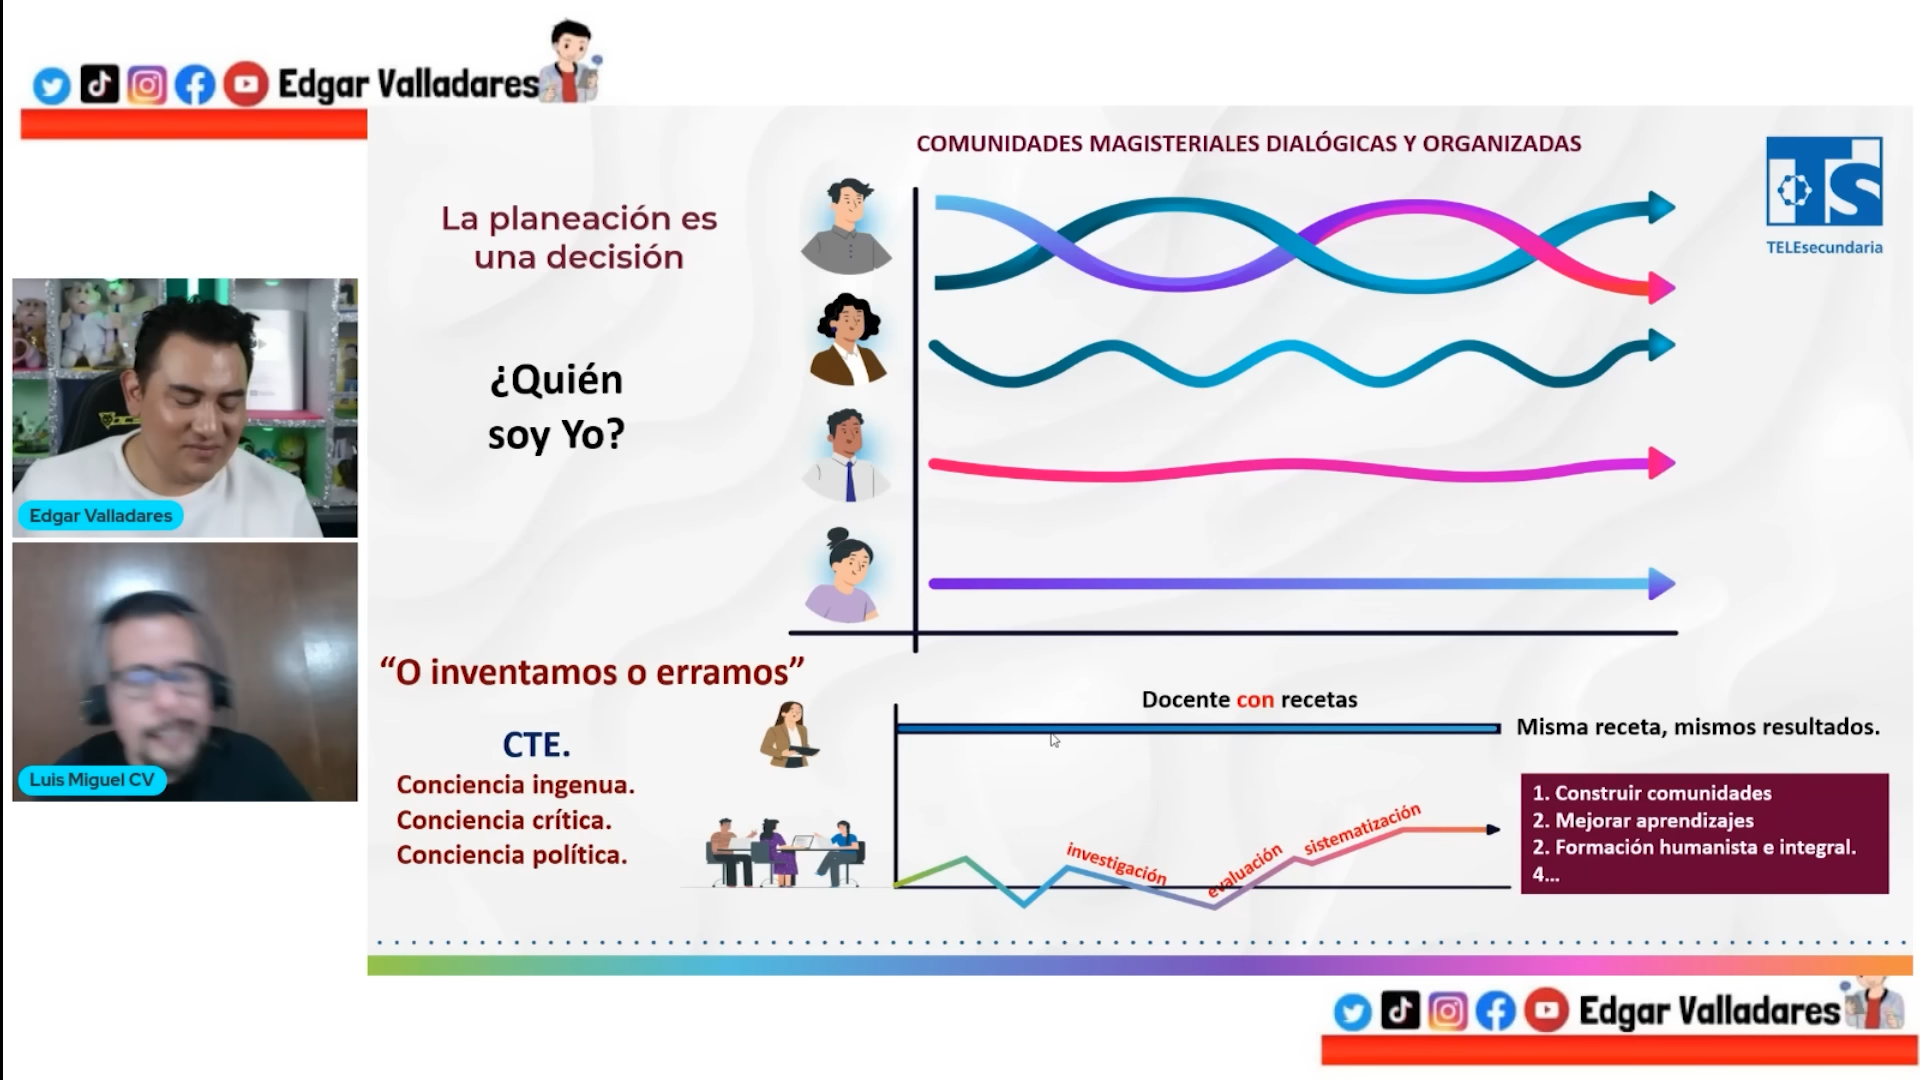 Edgar Valladares
COMUNIDADES MAGISTERIALES DIALÓGICAS Y ORGANIZADAS
La planeación es
una decisión
TS
TELEsecundaria
¿Quién
soy Yo?
Edgar Valladares
Luis Miguel CV
“O inventamos o erramos”
CTE.
Conciencia ingenua.
Conciencia crítica.
Conciencia política.
Docente con recetas
Misma receta, mismos resultados.
investigación
evaluación
sistematización
1. Construir comunidades
2. Mejorar aprendizajes
2. Formación humanista e integral.
4...
Edgar Valladares